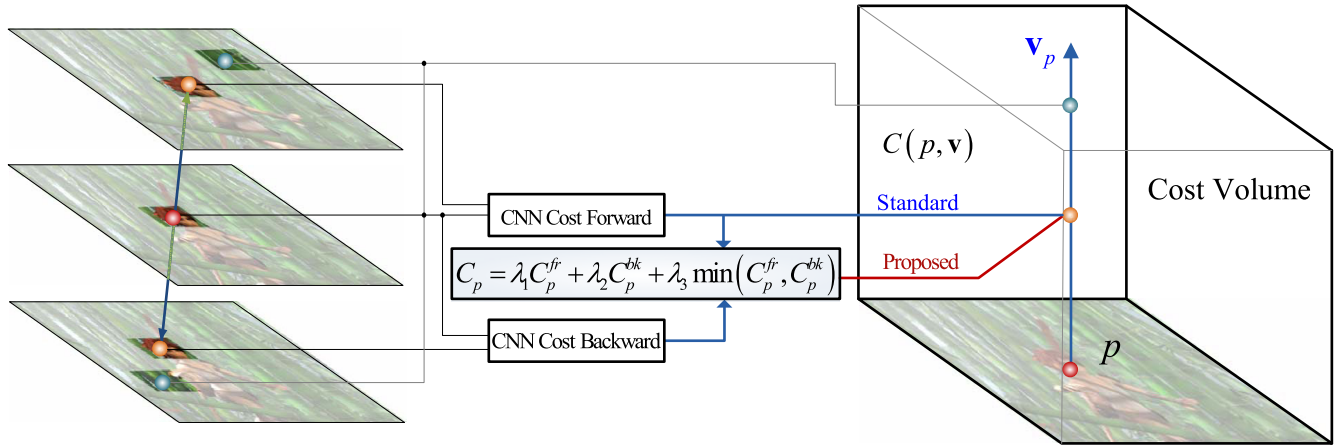 v_p
C(p, v)
Cost Volume
Standard
CNN Cost Forward
C_p = λ_1 C_p^{fr} + λ_2 C_p^{bk} + λ_3 min(C_p^{fr}, C_p^{bk})
Proposed
CNN Cost Backward
p